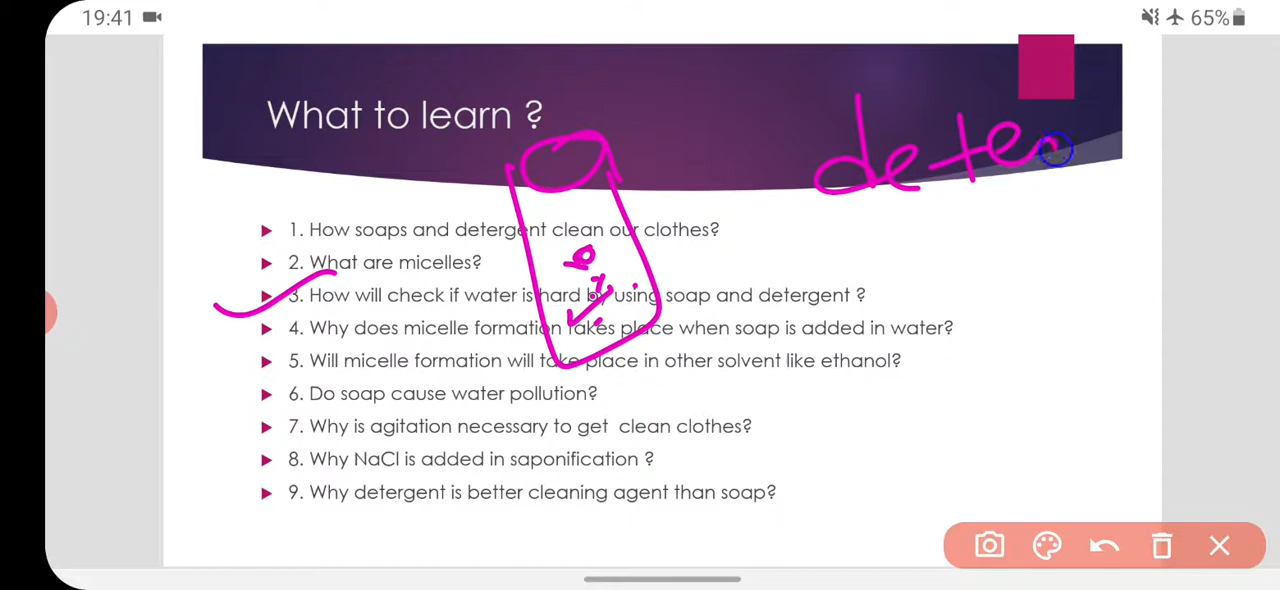 19:41
65%
What to learn ?
deter
1. How soaps and detergent clean our clothes?
2. What are micelles?
3. How will check if water is hard by using soap and detergent ?
4. Why does micelle formation takes place when soap is added in water?
5. Will micelle formation will take place in other solvent like ethanol?
6. Do soap cause water pollution?
7. Why is agitation necessary to get clean clothes?
8. Why NaCl is added in saponification ?
9. Why detergent is better cleaning agent than soap?